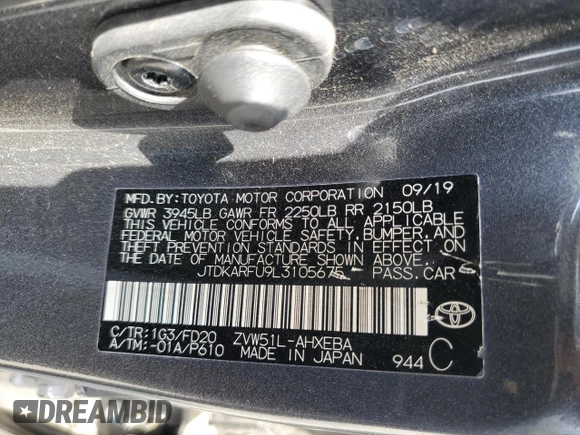 MFD. BY: TOYOTA MOTOR CORPORATION 09/19
GVWR 3945LB GAWR FR 2250LB RR 2150LB
THIS VEHICLE CONFORMS TO ALL APPLICABLE
FEDERAL MOTOR VEHICLE SAFETY, BUMPER, AND
THEFT PREVENTION STANDARDS IN EFFECT ON
THE DATE OF MANUFACTURE SHOWN ABOVE.
JTDKARFU9L3105675 PASS. CAR
C/TR: 1G3/FD20 ZVW51L-AHXEBA
A/TM: -01A/P610 MADE IN JAPAN 944 C
DREAMBID